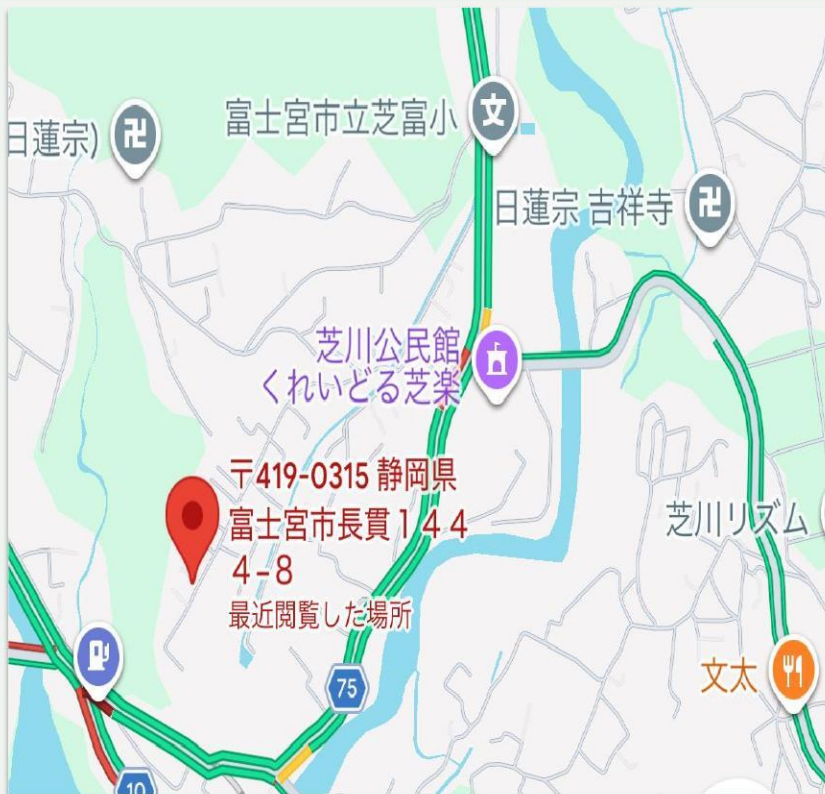 富士宮市立芝富小
文
日蓮宗)
卍
日蓮宗 吉祥寺
卍
芝川公民館
くれいどる芝楽
〒419-0315 静岡県
富士宮市長貫１４４
４-８
最近閲覧した場所
芝川リズム
文太
75
10